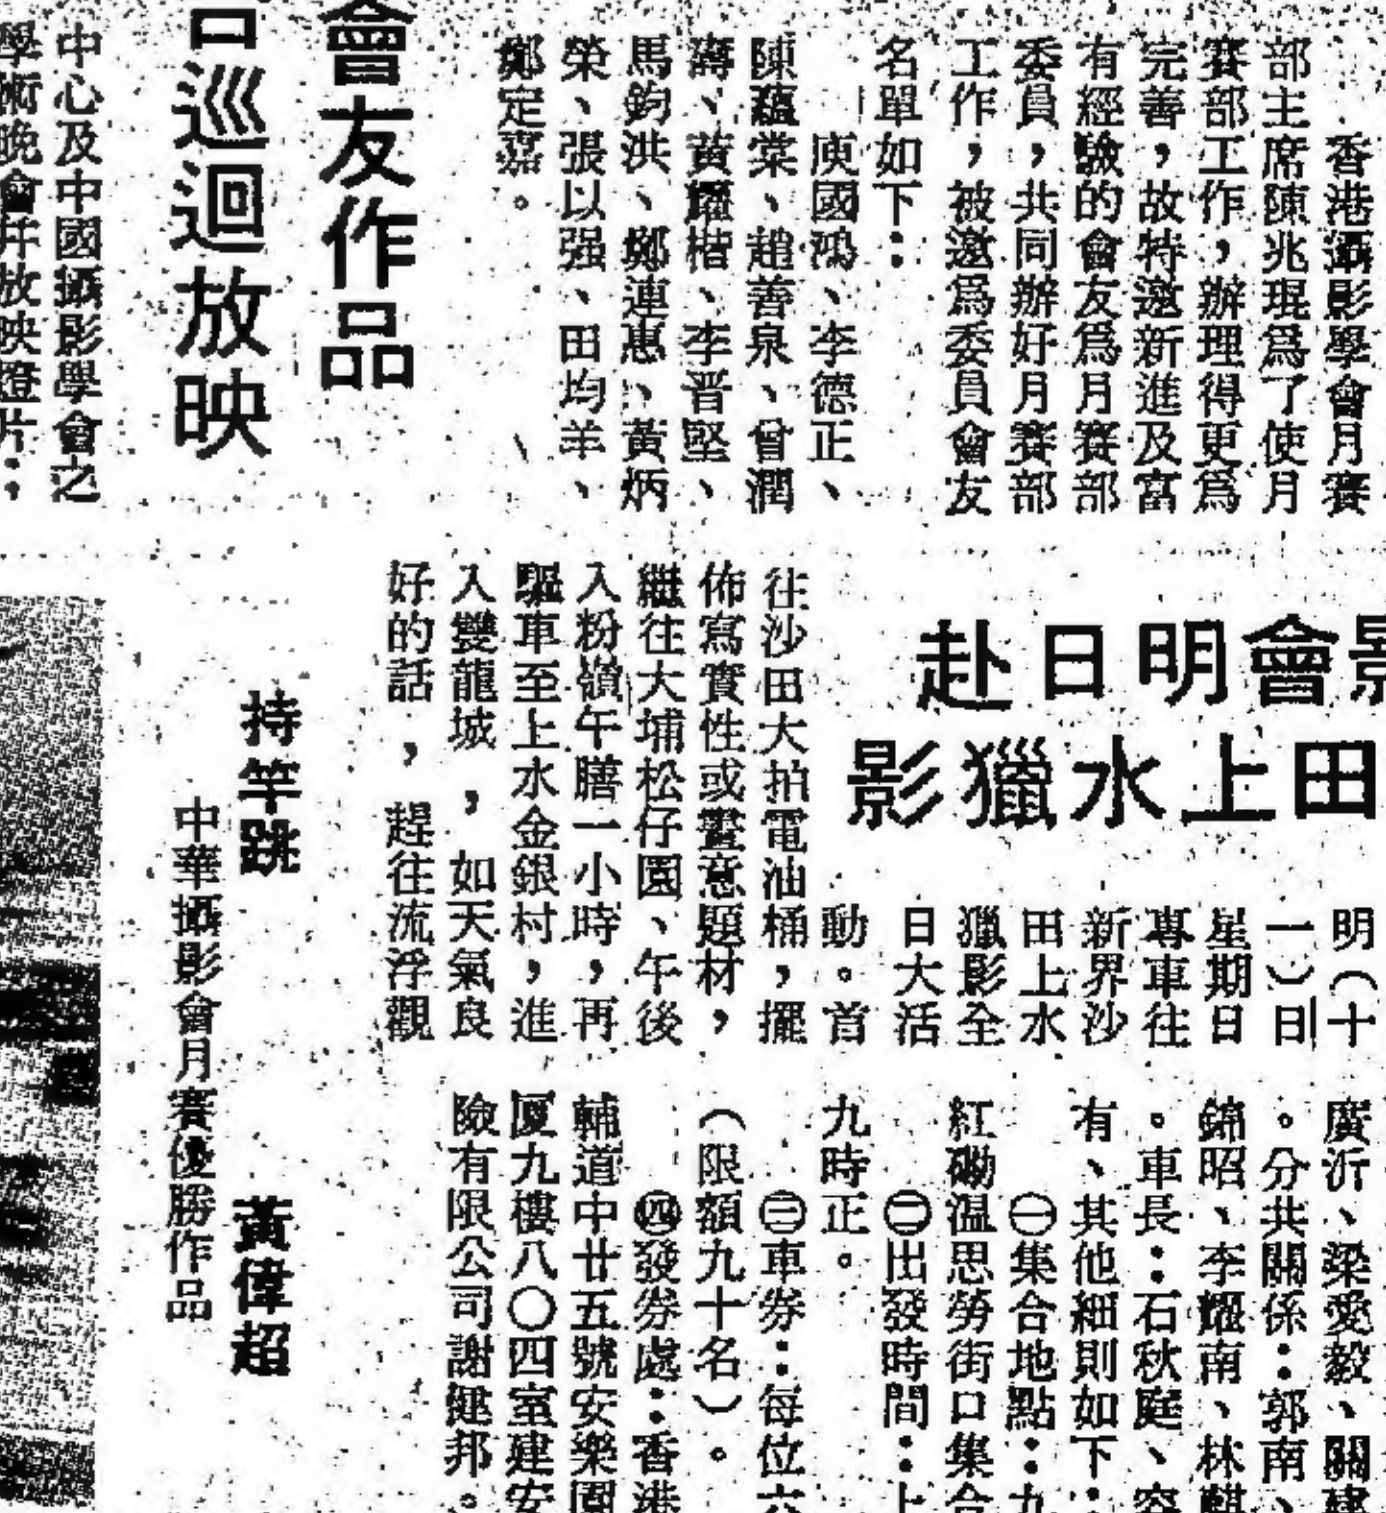 香港攝影學會月賽
部主席陳兆琨爲了使月
賽部工作，辦理得更爲
完善，故特邀新進及富
有經驗的會友爲月賽部
委員，共同辦好月賽部
工作，被邀爲委員會友
名單如下：
庾國鴻、李德正、
陳蘊棠、趙善泉、曾潤
濤、黃耀楷、李晋堅、
馬鈞洪、鄭連惠、黃炳
榮、張以强、田均羊、
鄭定嘉。
會友作品
巡迴放映
中心及中國攝影學會之
學術晚會幷放映燈片；
影會明日赴
田上水獵影
明（十
一）日
星期日
專車往
新界沙
田上水
獵影全
日大活
動。首
往沙田大拍電油桶，擺
佈寫實性或畫意題材，
繼往大埔松仔園、午後
入粉嶺午膳一小時，再
驅車至上水金銀村，進
入雙龍城，如天氣良
好的話，趕往流浮觀
廣沂、梁愛毅、關建
。分共關係：郭南、
錦昭、李耀南、林麒
。車長：石秋庭、容
有、其他細則如下：
㊀集合地點：九
紅磡温思勞街口集合
㊁出發時間：上
九時正。
㊂車券：每位六
（限額九十名）。
㊃發券處：香港
輔道中廿五號安樂園
厦九樓八〇四室建安
險有限公司謝健邦。
持竿跳
黃偉超
中華攝影會月賽優勝作品